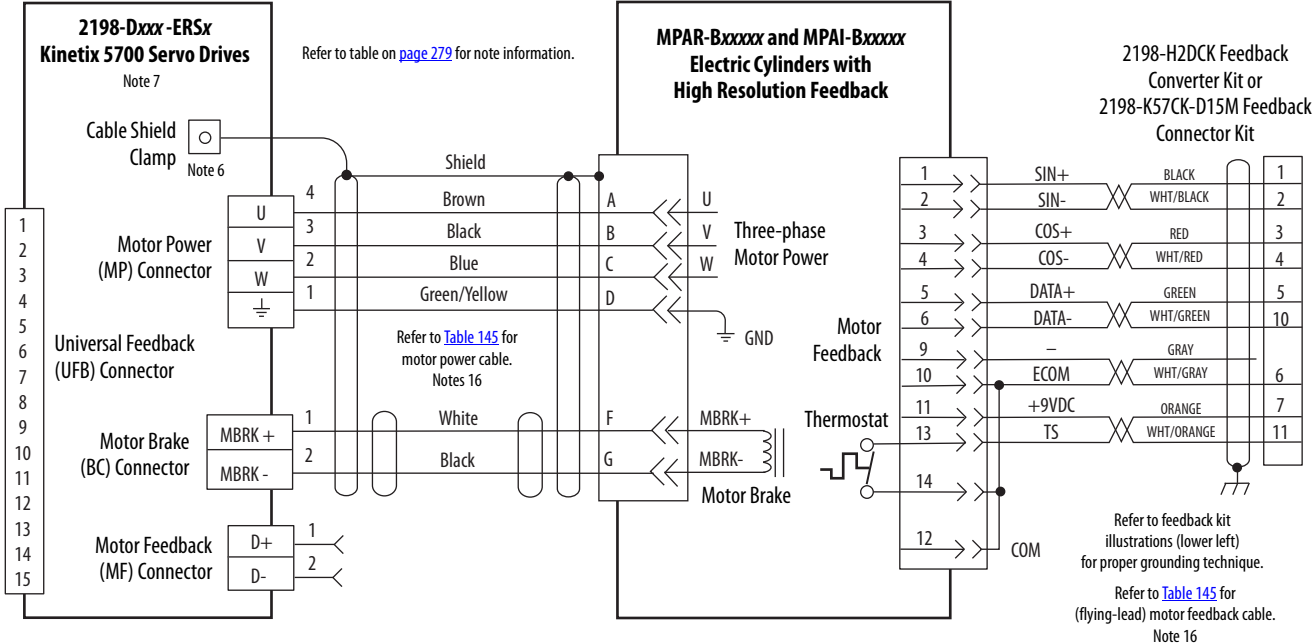 2198-Dxxx-ERSx
Kinetix 5700 Servo Drives
Note 7
Refer to table on page 279 for note information.
MPAR-Bxxxxx and MPAI-Bxxxxx
Electric Cylinders with
High Resolution Feedback
2198-H2DCK Feedback
Converter Kit or
2198-K57CK-D15M Feedback
Connector Kit
Cable Shield
Clamp
Note 6
Shield
Motor Power
(MP) Connector
U
V
W
4
3
2
1
Brown
Black
Blue
Green/Yellow
A
B
C
D
U
V
W
Three-phase
Motor Power
GND
Refer to Table 145 for
motor power cable.
Notes 16
1
2
3
4
5
6
7
8
9
10
11
12
13
14
15
Universal Feedback
(UFB) Connector
Motor Brake
(BC) Connector
MBRK +
MBRK -
1
2
White
Black
F
G
MBRK+
MBRK-
Motor Brake
Motor Feedback
(MF) Connector
D+
D-
1
2
Motor
Feedback
Thermostat
1 SIN+ BLACK 1
2 SIN- WHT/BLACK 2
3 COS+ RED 3
4 COS- WHT/RED 4
5 DATA+ GREEN 5
6 DATA- WHT/GREEN 10
9 – GRAY
10 ECOM WHT/GRAY 6
11 +9VDC ORANGE 7
13 TS WHT/ORANGE 11
14
12 COM
Refer to feedback kit
illustrations (lower left)
for proper grounding technique.
Refer to Table 145 for
(flying-lead) motor feedback cable.
Note 16